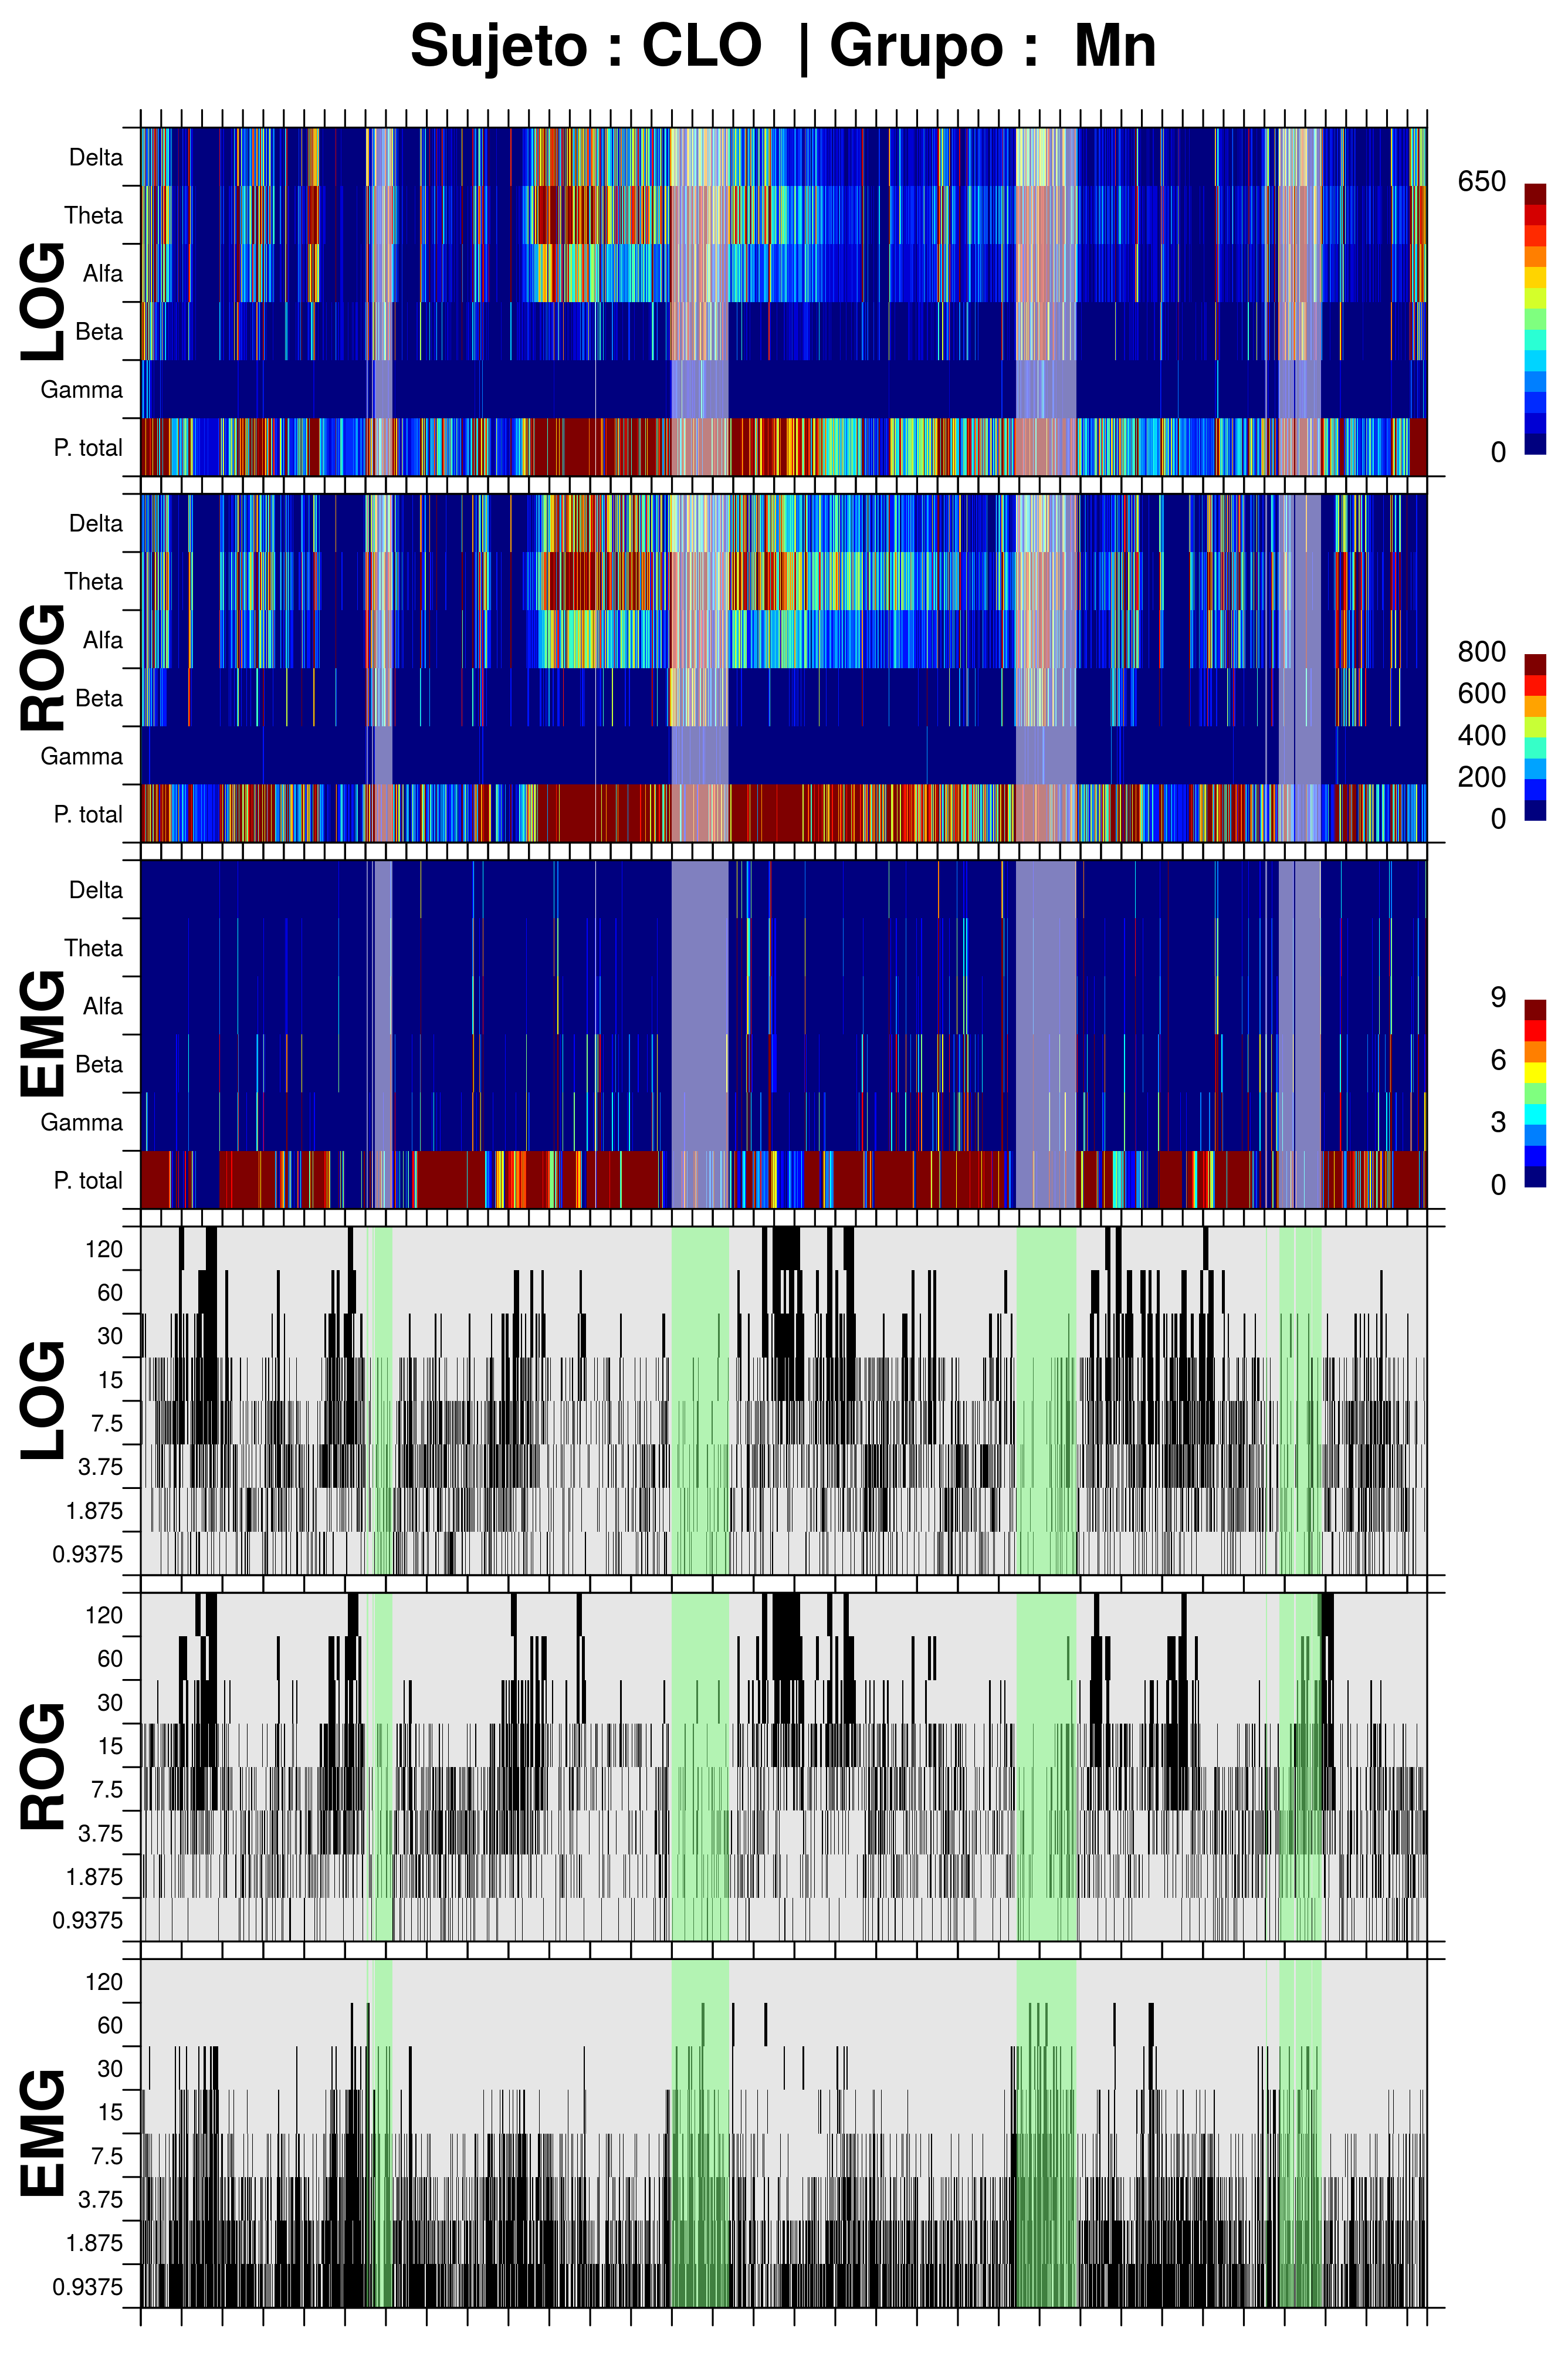 Sujeto : CLO | Grupo : Mn
LOG
Delta
Theta
Alfa
Beta
Gamma
P. total
650
0
ROG
Delta
Theta
Alfa
Beta
Gamma
P. total
800
600
400
200
0
EMG
Delta
Theta
Alfa
Beta
Gamma
P. total
9
6
3
0
LOG
120
60
30
15
7.5
3.75
1.875
0.9375
ROG
120
60
30
15
7.5
3.75
1.875
0.9375
EMG
120
60
30
15
7.5
3.75
1.875
0.9375